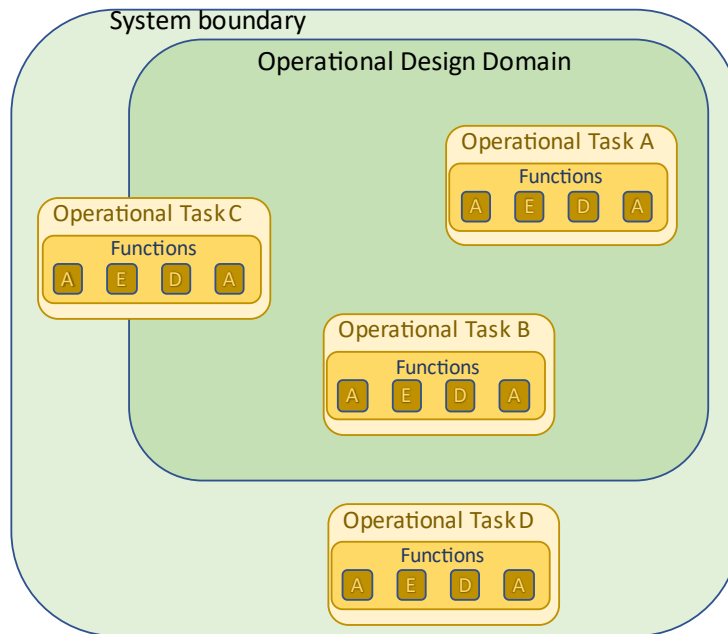 System boundary
Operational Design Domain
Operational Task A
Functions
A E D A
Operational Task C
Functions
A E D A
Operational Task B
Functions
A E D A
Operational Task D
Functions
A E D A